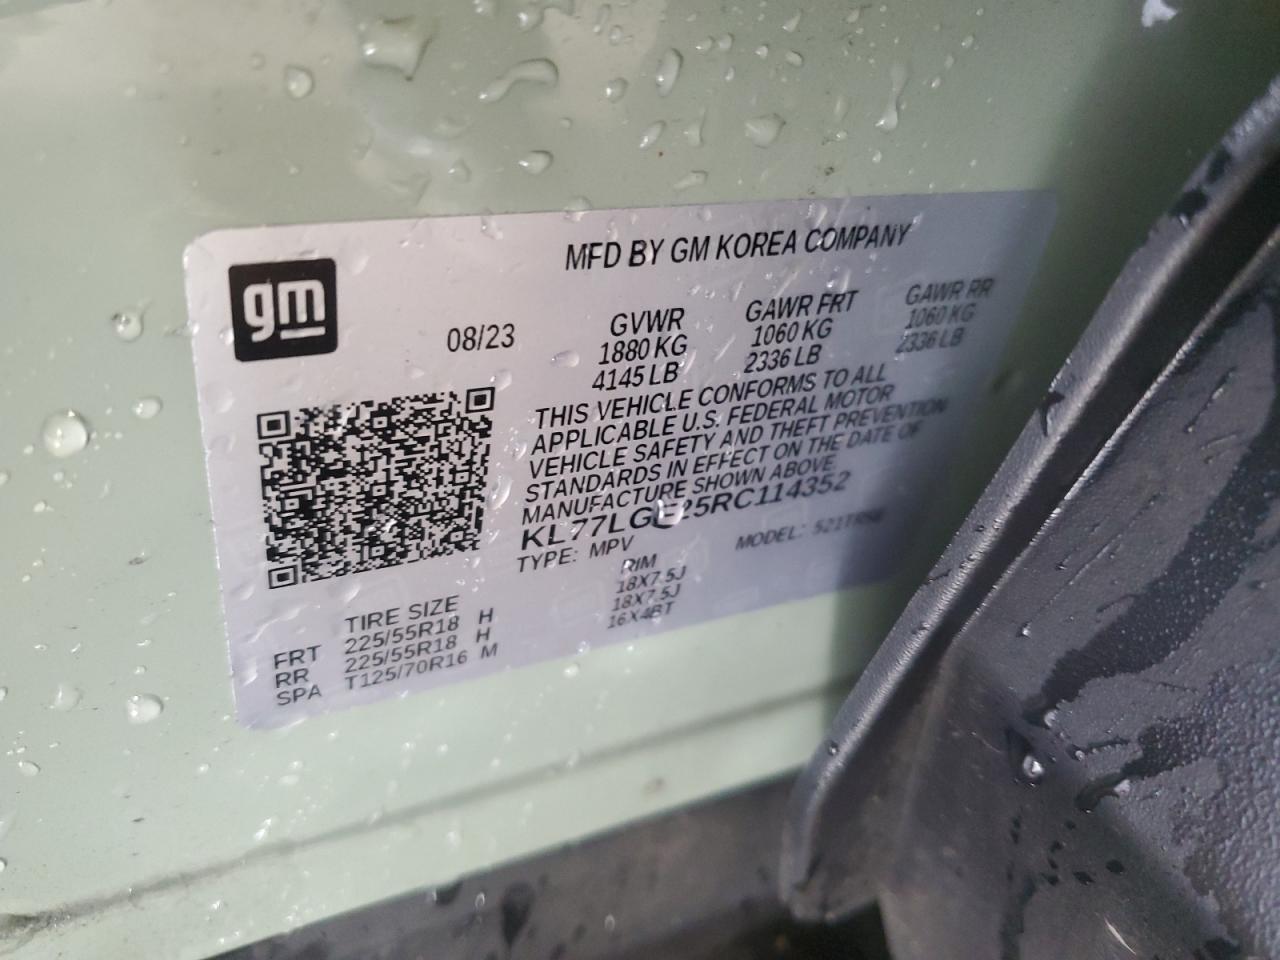 gm
MFD BY GM KOREA COMPANY
08/23
GVWR GAWR FRT GAWR RR
1880 KG 1060 KG 1060 KG
4145 LB 2336 LB 2336 LB
THIS VEHICLE CONFORMS TO ALL
APPLICABLE U.S. FEDERAL MOTOR
VEHICLE SAFETY AND THEFT PREVENTION
STANDARDS IN EFFECT ON THE DATE OF
MANUFACTURE SHOWN ABOVE
TYPE: MPV MODEL:
TIRE SIZE RIM
FRT 225/55R18 H 18X7.5J
RR 225/55R18 H 18X7.5J
SPA T125/70R16 M 16X4BT